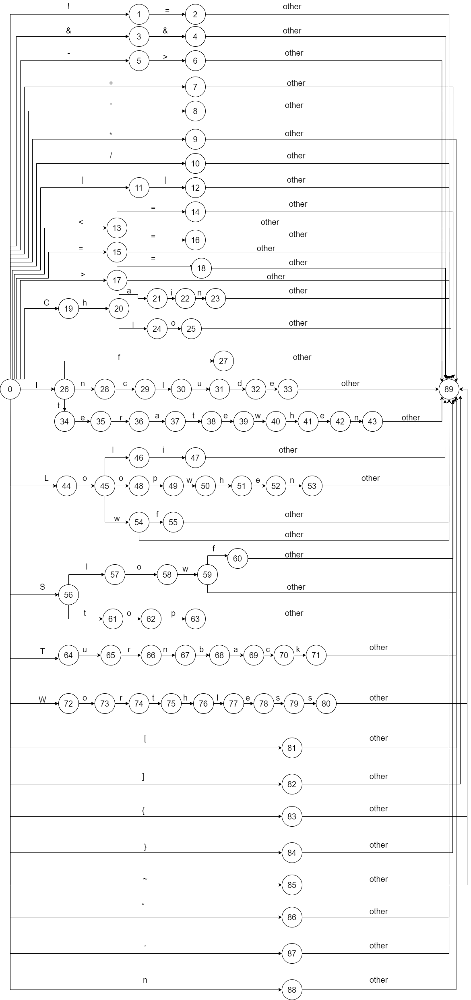 ! = other
1 2
& & other
3 4
- > other
5 6
+ other
7
- other
8
* other
9
/ other
10
| | other
11 12
= other
14
< other
13
= other
16
= other
15
= other
18
> other
17
a i n other
21 22 23
C h
19 20
l o other
24 25
f other
27
I n c l u d e other
0 26 28 29 30 31 32 33 89
t e r a t e w h e n other
34 35 36 37 38 39 40 41 42 43
l i other
46 47
L o o p w h e n other
44 45 48 49 50 51 52 53
w f other
54 55
other
f other
60
l o w
57 58 59
other
S
56
t o p other
61 62 63
T u r n b a c k other
64 65 66 67 68 69 70 71
W o r t h l e s s other
72 73 74 75 76 77 78 79 80
[ other
81
] other
82
{ other
83
} other
84
~ other
85
“ other
86
, other
87
n other
88